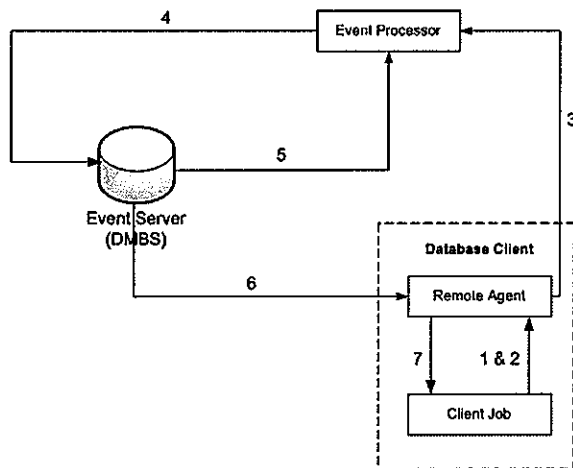 4
Event Processor
3
5
Event Server
(DMBS)
Database Client
6
Remote Agent
7
1 & 2
Client Job